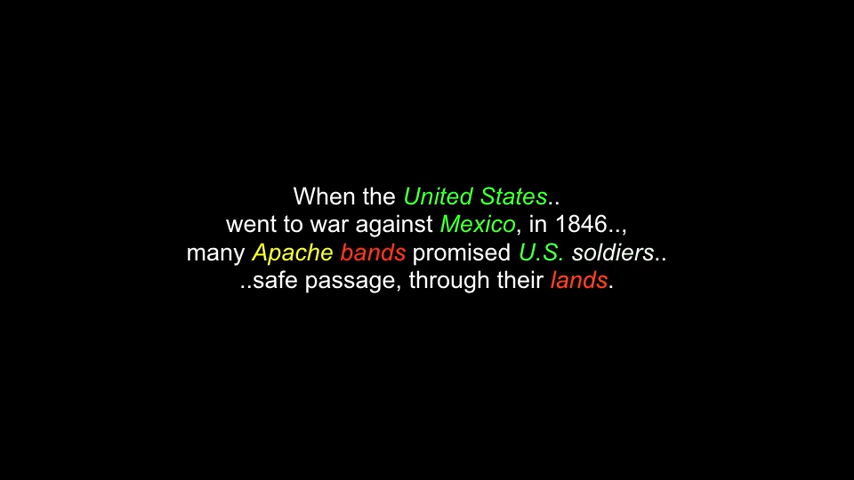 When the United States..
went to war against Mexico, in 1846..,
many Apache bands promised U.S. soldiers..
..safe passage, through their lands.